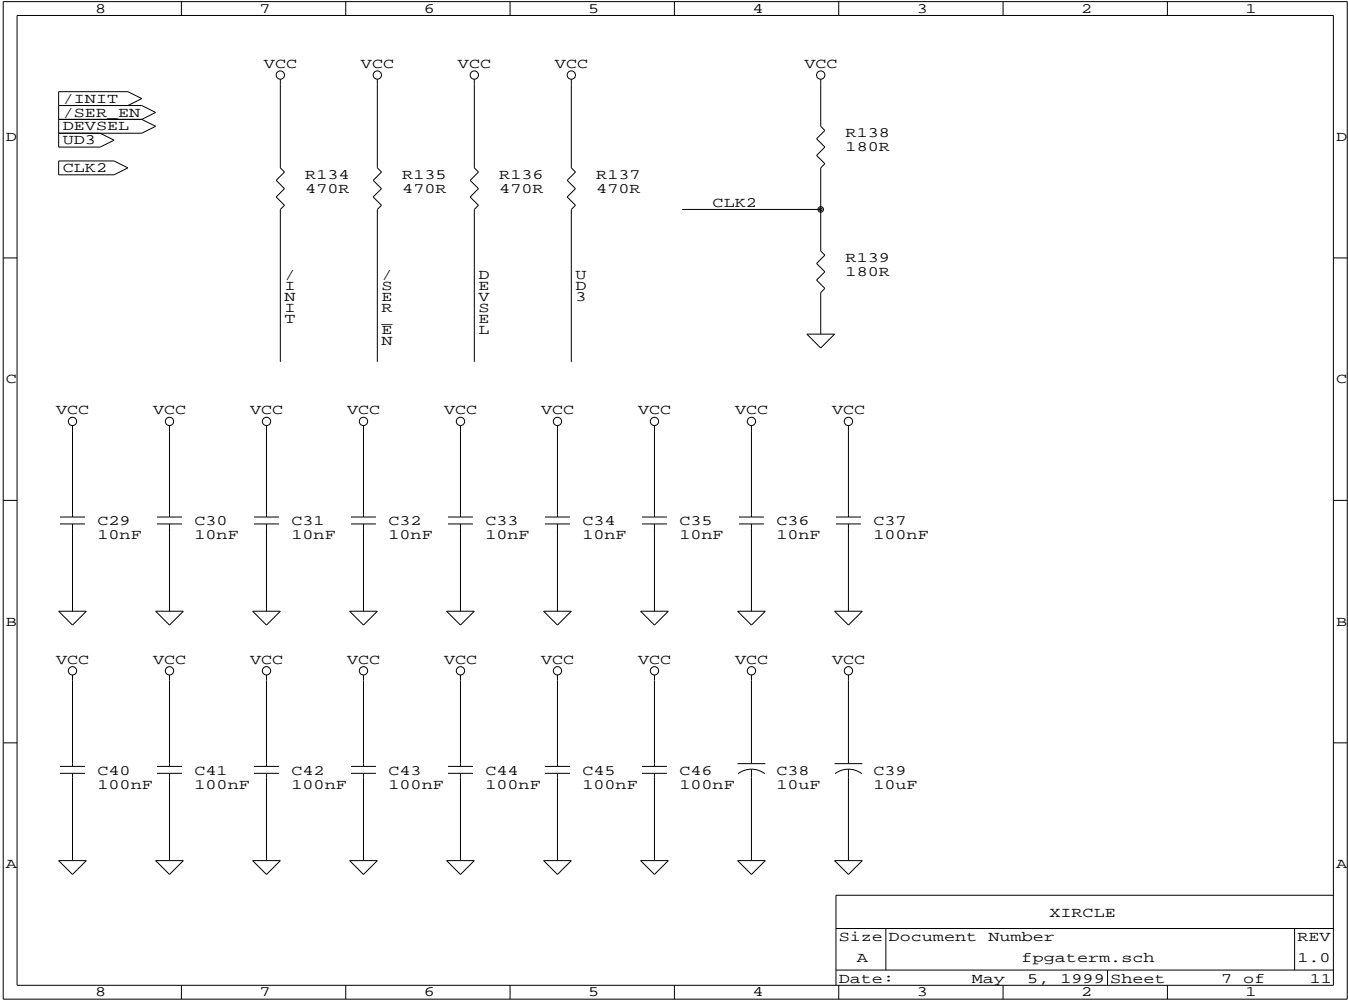 8 7 6 5 4 3 2 1
VCC VCC VCC VCC VCC
/INIT
/SER_EN
DEVSEL
UD3
CLK2
D D
R138
180R
R134 R135 R136 R137
470R 470R 470R 470R
CLK2
R139
180R
/INIT
/SER_EN
DEVSEL
UD3
C C
VCC VCC VCC VCC VCC VCC VCC VCC VCC
C29 C30 C31 C32 C33 C34 C35 C36 C37
10nF 10nF 10nF 10nF 10nF 10nF 10nF 10nF 100nF
B B
VCC VCC VCC VCC VCC VCC VCC VCC VCC
C40 C41 C42 C43 C44 C45 C46 C38 C39
100nF 100nF 100nF 100nF 100nF 100nF 100nF 10uF 10uF
A A
XIRCLE
Size Document Number REV
A fpgaterm.sch 1.0
Date: May 5, 1999 Sheet 7 of 11
8 7 6 5 4 3 2 1